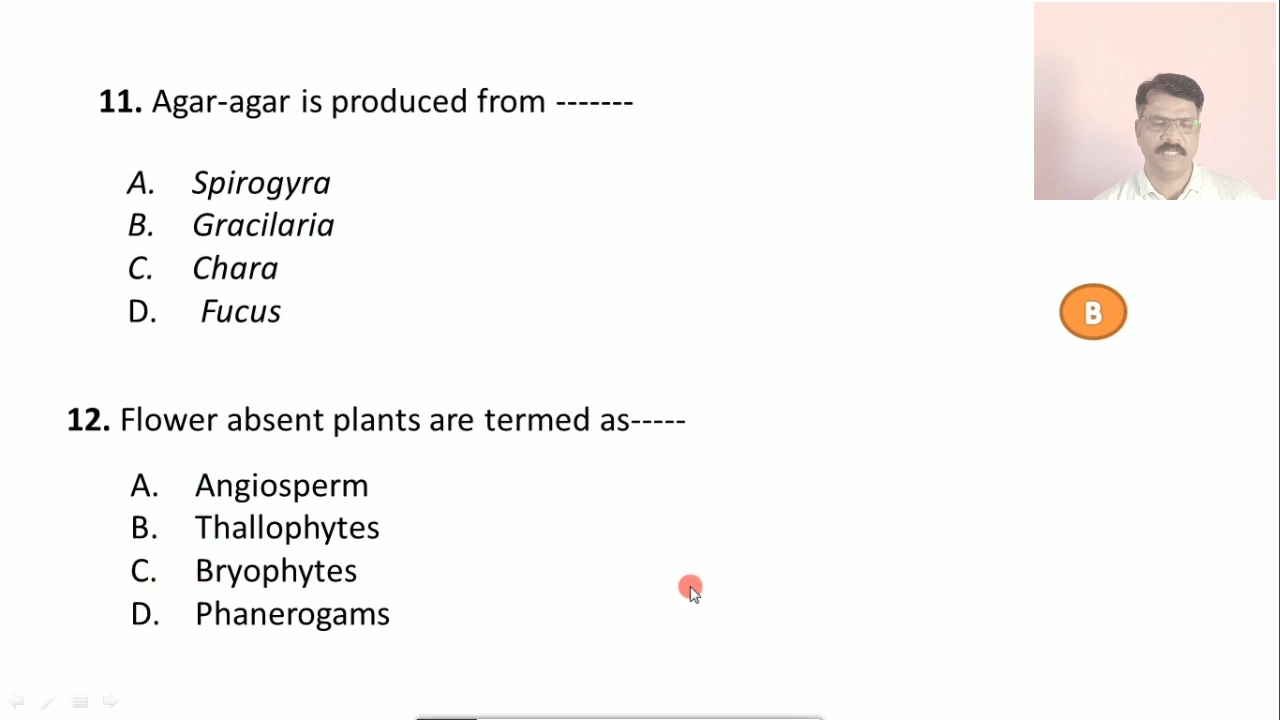 11. Agar-agar is produced from -------
A. Spirogyra
B. Gracilaria
C. Chara
D. Fucus
B
12. Flower absent plants are termed as-----
A. Angiosperm
B. Thallophytes
C. Bryophytes
D. Phanerogams